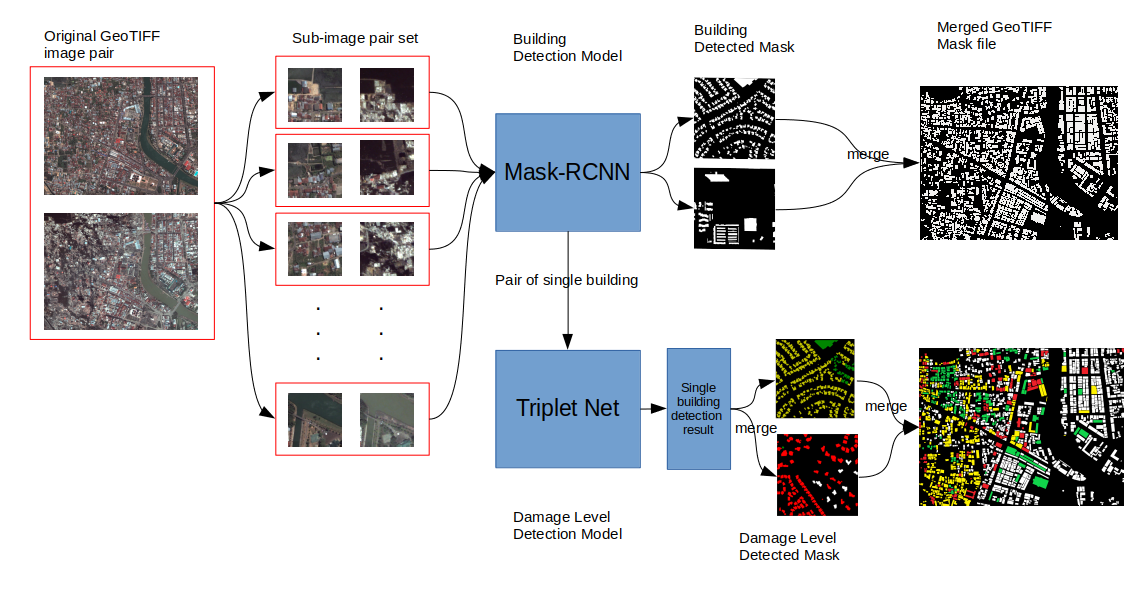 Original GeoTIFF
image pair
Sub-image pair set
Building
Detection Model
Building
Detected Mask
Merged GeoTIFF
Mask file
Mask-RCNN
merge
Pair of single building
Triplet Net
Single
building
detection
result
merge
merge
Damage Level
Detection Model
Damage Level
Detected Mask